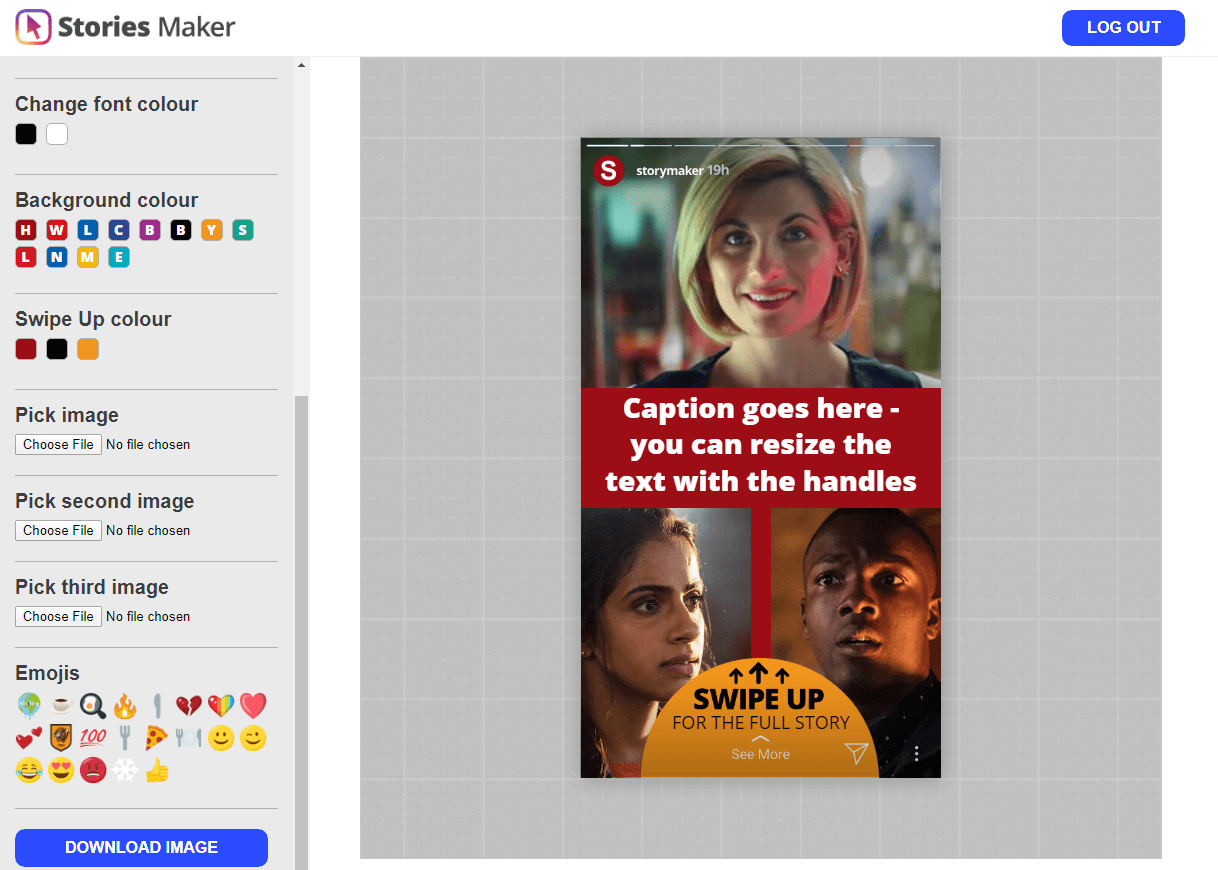 Stories Maker
LOG OUT
Change font colour
Background colour
H W L C B B Y S
L N M E
Swipe Up colour
Pick image
Choose File No file chosen
Pick second image
Choose File No file chosen
Pick third image
Choose File No file chosen
Emojis
100
DOWNLOAD IMAGE
S storymaker 19h
Caption goes here -
you can resize the
text with the handles
SWIPE UP
FOR THE FULL STORY
See More